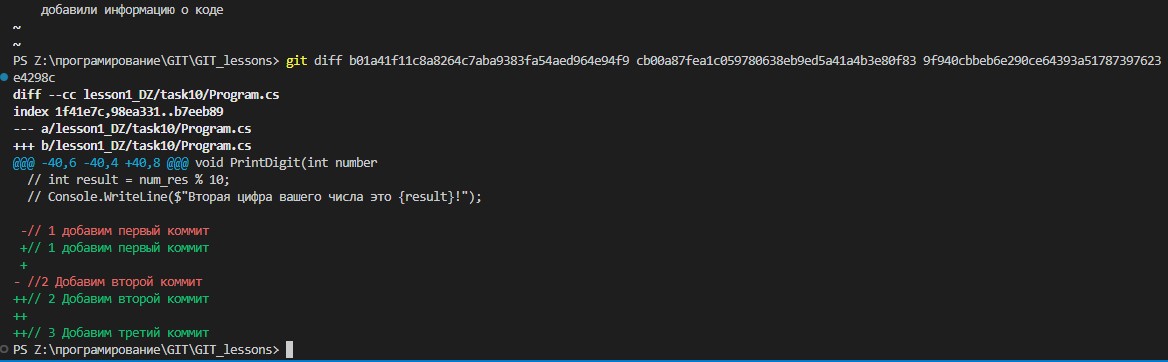 добавили информацию о коде
~
~
PS Z:\програмирование\GIT\GIT_lessons> git diff b01a41f11c8a8264c7aba9383fa54aed964e94f9 cb00a87fea1c059780638eb9ed5a41a4b3e80f83 9f940cbbeb6e290ce64393a51787397623
e4298c
diff --cc lesson1_DZ/task10/Program.cs
index 1f41e7c,98ea331..b7eeb89
--- a/lesson1_DZ/task10/Program.cs
+++ b/lesson1_DZ/task10/Program.cs
@@@ -40,6 -40,4 +40,8 @@@ void PrintDigit(int number
  // int result = num_res % 10;
  // Console.WriteLine($"Вторая цифра вашего числа это {result}!");
 -// 1 добавим первый коммит
 +// 1 добавим первый коммит
 +
- //2 Добавим второй коммит
++// 2 Добавим второй коммит
++
++// 3 Добавим третий коммит
PS Z:\програмирование\GIT\GIT_lessons>